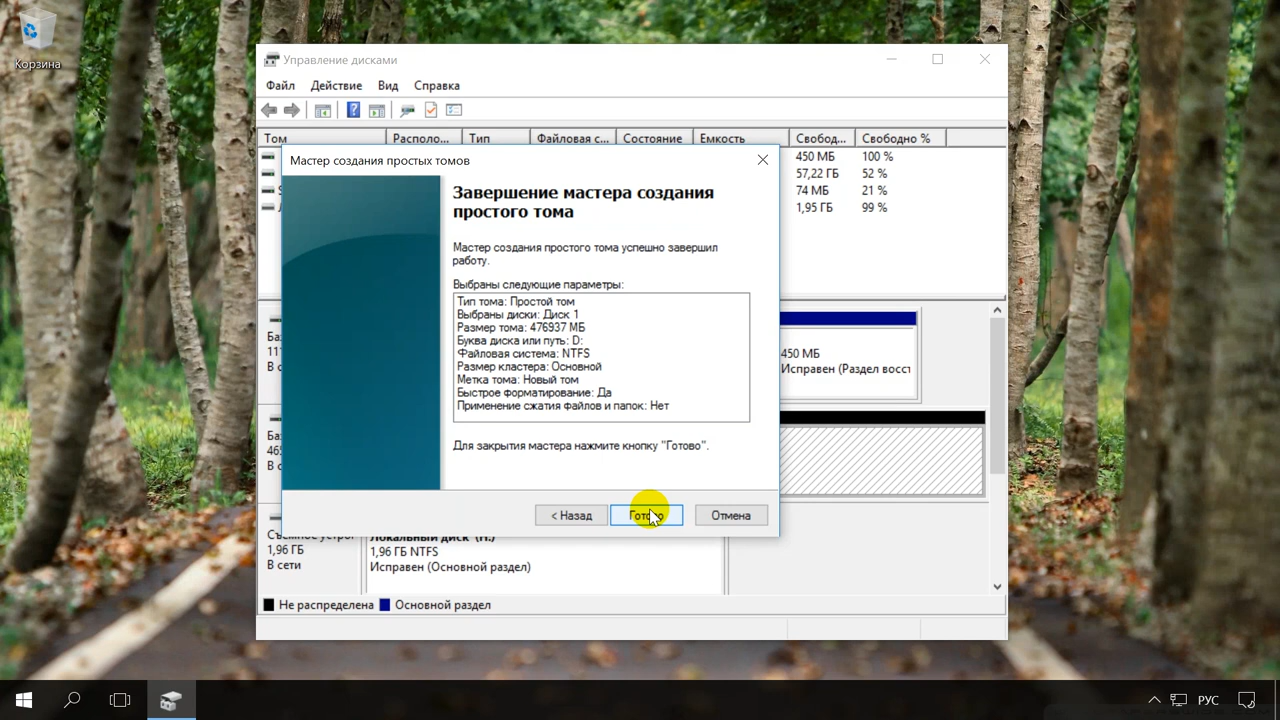 Корзина
Управление дисками
Файл Действие Вид Справка
Том Располо... Тип Файловая с... Состояние Емкость Свобод... Свободно %
450 МБ 100 %
57,22 ГБ 52 %
74 МБ 21 %
1,95 ГБ 99 %
Мастер создания простых томов
Завершение мастера создания
простого тома
Мастер создания простого тома успешно завершил
работу.
Выбраны следующие параметры:
Тип тома: Простой том
Выбраны диски: Диск 1
Размер тома: 476937 МБ
Буква диска или путь: D:
Файловая система: NTFS
Размер кластера: Основной
Метка тома: Новый том
Быстрое форматирование: Да
Применение сжатия файлов и папок: Нет
Для закрытия мастера нажмите кнопку "Готово".
< Назад Готово Отмена
450 МБ
Исправен (Раздел восст
Локальный диск (H:)
1,96 ГБ
1,96 ГБ NTFS
В сети
Исправен (Основной раздел)
Не распределена Основной раздел
РУС